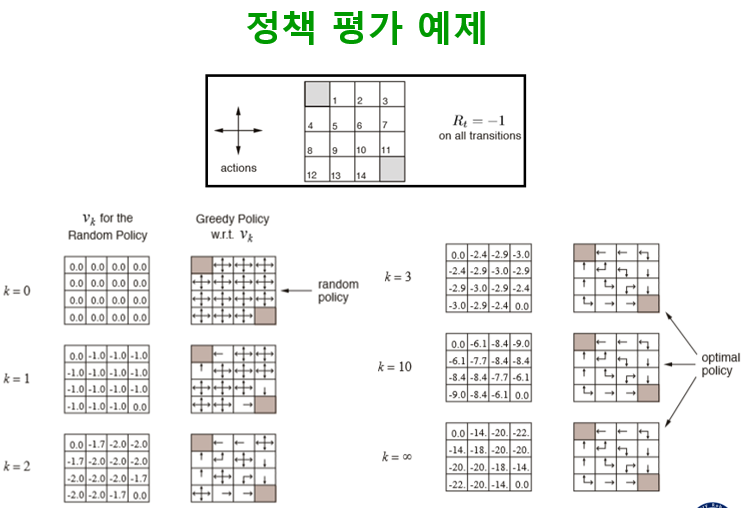 정책 평가 예제
actions
1 2 3
4 5 6 7
8 9 10 11
12 13 14
R_t = −1
on all transitions
v_k for the
Random Policy
Greedy Policy
w.r.t. v_k
k = 0
0.0 0.0 0.0 0.0
0.0 0.0 0.0 0.0
0.0 0.0 0.0 0.0
0.0 0.0 0.0 0.0
random
policy
k = 1
0.0 -1.0 -1.0 -1.0
-1.0 -1.0 -1.0 -1.0
-1.0 -1.0 -1.0 -1.0
-1.0 -1.0 -1.0 0.0
k = 2
0.0 -1.7 -2.0 -2.0
-1.7 -2.0 -2.0 -2.0
-2.0 -2.0 -2.0 -1.7
-2.0 -2.0 -1.7 0.0
k = 3
0.0 -2.4 -2.9 -3.0
-2.4 -2.9 -3.0 -2.9
-2.9 -3.0 -2.9 -2.4
-3.0 -2.9 -2.4 0.0
k = 10
0.0 -6.1 -8.4 -9.0
-6.1 -7.7 -8.4 -8.4
-8.4 -8.4 -7.7 -6.1
-9.0 -8.4 -6.1 0.0
optimal
policy
k = ∞
0.0 -14. -20. -22.
-14. -18. -20. -20.
-20. -20. -18. -14.
-22. -20. -14. 0.0